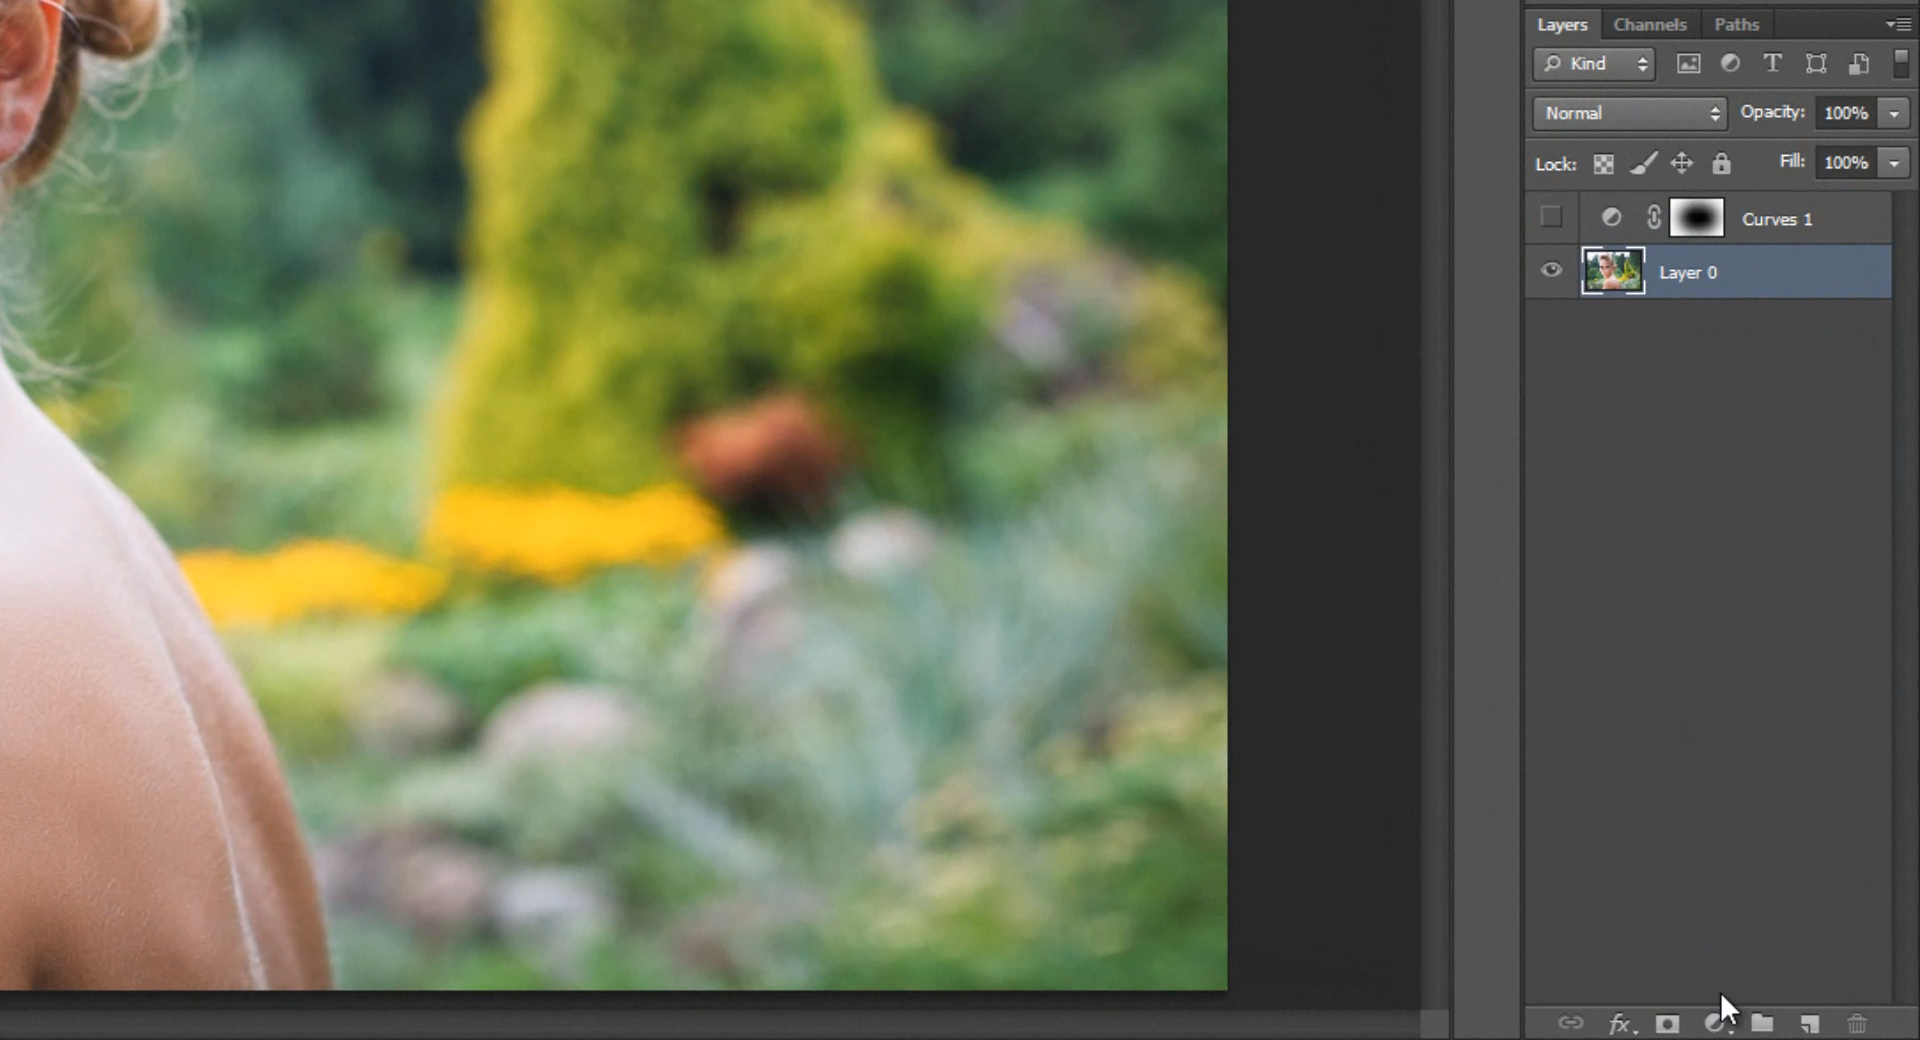 Layers Channels Paths
Kind
Normal Opacity: 100%
Lock: Fill: 100%
Curves 1
Layer 0
fx